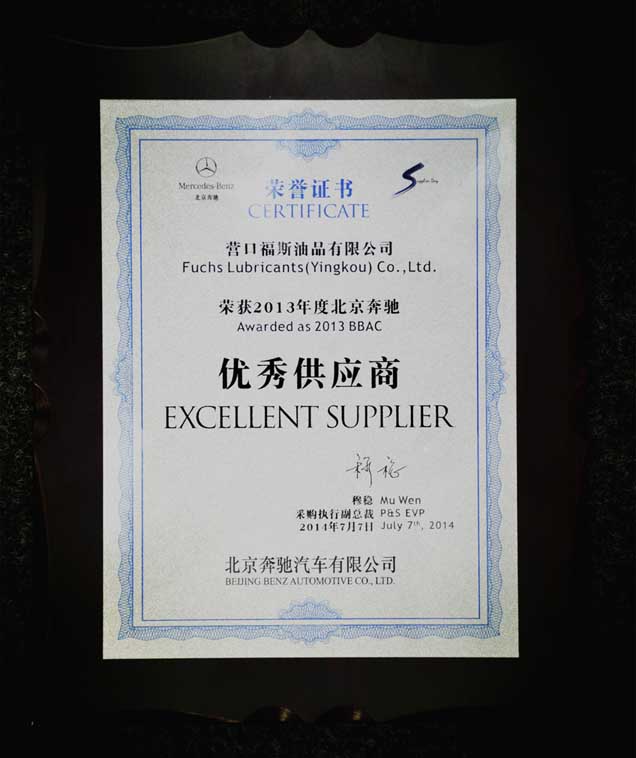 Mercedes-Benz
北京奔驰
Supplier Day
荣誉证书
CERTIFICATE
营口福斯油品有限公司
Fuchs Lubricants(Yingkou) Co.,Ltd.
荣获2013年度北京奔驰
Awarded as 2013 BBAC
优秀供应商
EXCELLENT SUPPLIER
穆稳
穆稳 Mu Wen
采购执行副总裁 P&S EVP
2014年7月7日 July 7th, 2014
北京奔驰汽车有限公司
BEIJING BENZ AUTOMOTIVE CO., LTD.